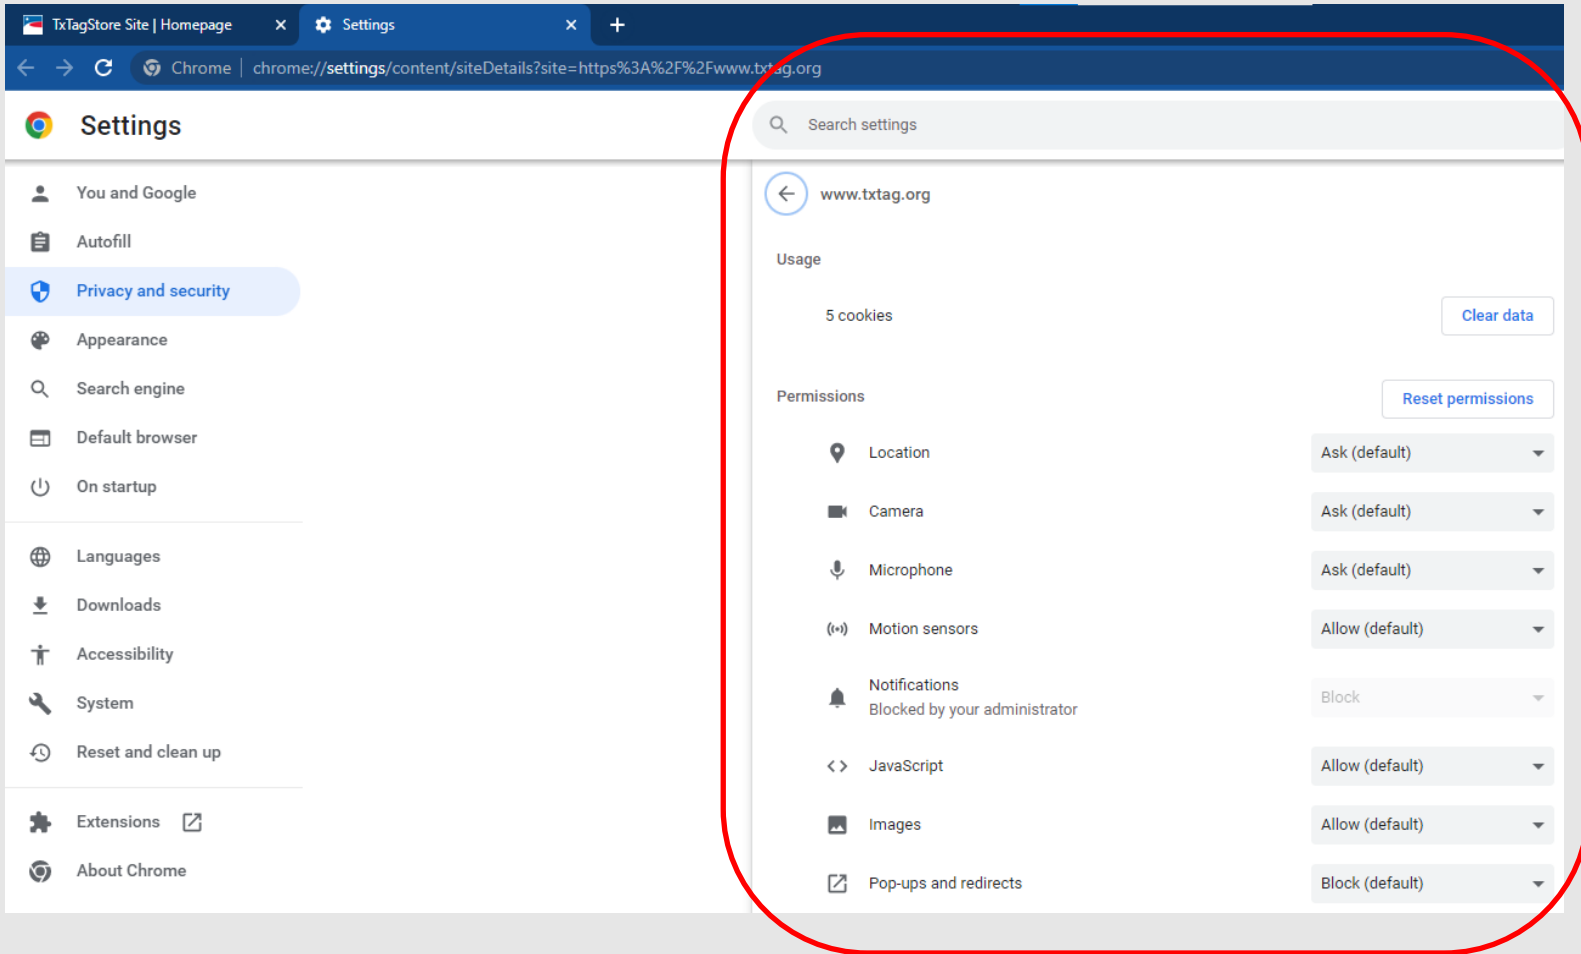 TxTagStore Site | Homepage
Settings
Chrome | chrome://settings/content/siteDetails?site=https%3A%2F%2Fwww.txtag.org
Settings
Search settings
You and Google
Autofill
Privacy and security
Appearance
Search engine
Default browser
On startup
Languages
Downloads
Accessibility
System
Reset and clean up
Extensions
About Chrome
www.txtag.org
Usage
5 cookies
Clear data
Permissions
Reset permissions
Location
Ask (default)
Camera
Ask (default)
Microphone
Ask (default)
Motion sensors
Allow (default)
Notifications
Blocked by your administrator
Block
JavaScript
Allow (default)
Images
Allow (default)
Pop-ups and redirects
Block (default)